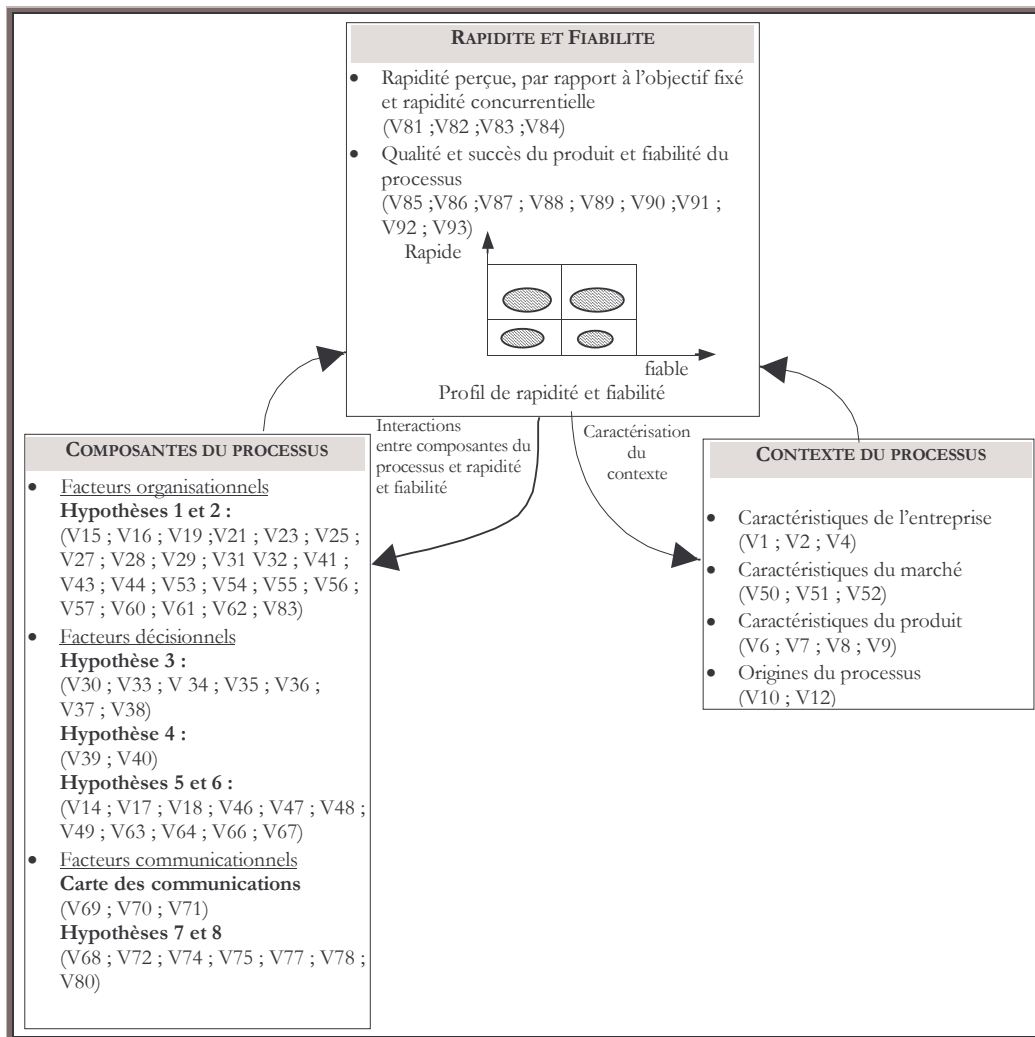 RAPIDITE ET FIABILITE
• Rapidité perçue, par rapport à l'objectif fixé
et rapidité concurrentielle
(V81 ;V82 ;V83 ;V84)
• Qualité et succès du produit et fiabilité du
processus
(V85 ;V86 ;V87 ; V88 ; V89 ; V90 ;V91 ;
V92 ; V93)
Rapide
fiable
Profil de rapidité et fiabilité
Interactions
entre composantes du
processus et rapidité
et fiabilité
Caractérisation
du
contexte
COMPOSANTES DU PROCESSUS
• Facteurs organisationnels
Hypothèses 1 et 2 :
(V15 ; V16 ; V19 ;V21 ; V23 ; V25 ;
V27 ; V28 ; V29 ; V31 V32 ; V41 ;
V43 ; V44 ; V53 ; V54 ; V55 ; V56 ;
V57 ; V60 ; V61 ; V62 ; V83)
• Facteurs décisionnels
Hypothèse 3 :
(V30 ; V33 ; V 34 ; V35 ; V36 ;
V37 ; V38)
Hypothèse 4 :
(V39 ; V40)
Hypothèses 5 et 6 :
(V14 ; V17 ; V18 ; V46 ; V47 ; V48 ;
V49 ; V63 ; V64 ; V66 ; V67)
• Facteurs communicationnels
Carte des communications
(V69 ; V70 ; V71)
Hypothèses 7 et 8
(V68 ; V72 ; V74 ; V75 ; V77 ; V78 ;
V80)
CONTEXTE DU PROCESSUS
• Caractéristiques de l'entreprise
(V1 ; V2 ; V4)
• Caractéristiques du marché
(V50 ; V51 ; V52)
• Caractéristiques du produit
(V6 ; V7 ; V8 ; V9)
• Origines du processus
(V10 ; V12)